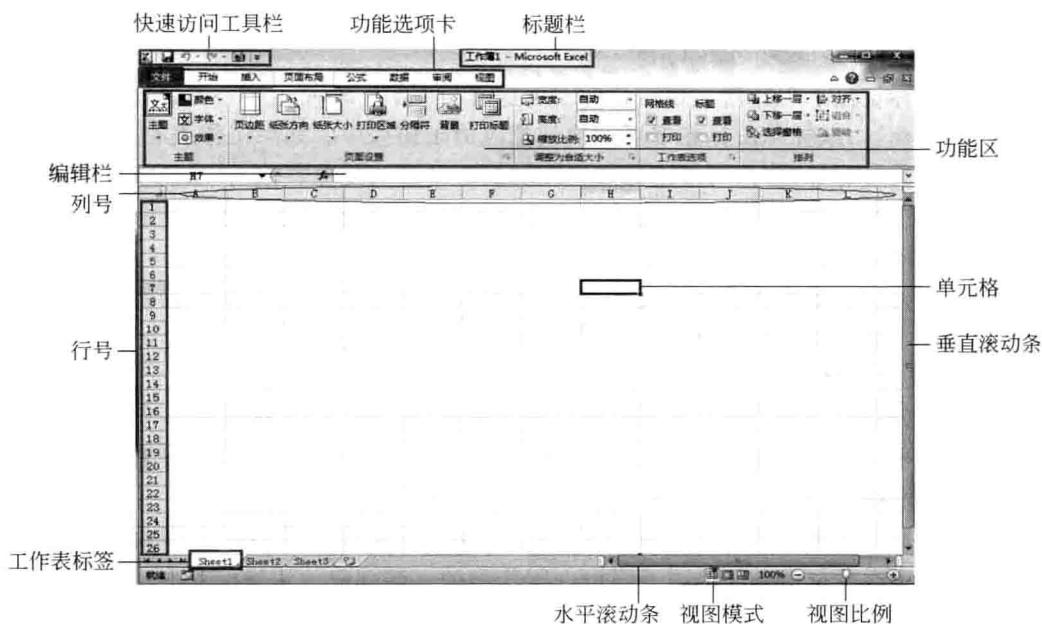 快速访问工具栏 功能选项卡 标题栏
工作簿1 - Microsoft Excel
文件 开始 插入 页面布局 公式 数据 审阅 视图
颜色 宽度: 自动 网格线 标题 上移一层 对齐
主题 字体 页边距 纸张方向 纸张大小 打印区域 分隔符 背景 打印标题 高度: 自动 查看 查看 下移一层 组合
效果 缩放比例: 100% 打印 打印 选择窗格 旋转
主题 页面设置 调整为合适大小 工作表选项 排列
功能区
编辑栏 H7 fx
列号 A B C D E F G H I J K L
1
2
3
4
5
6
7 单元格
8
9
10
行号 11 垂直滚动条
12
13
14
15
16
17
18
19
20
21
22
23
24
25
26
工作表标签 Sheet1 Sheet2 Sheet3
就绪 100%
水平滚动条 视图模式 视图比例